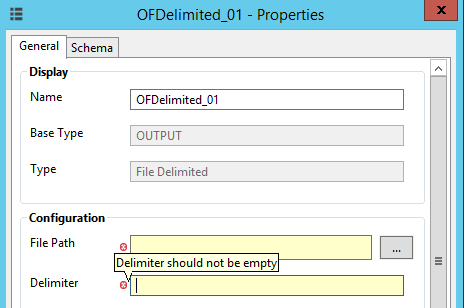 OFDelimited_01 - Properties
x
General Schema
Display
Name OFDelimited_01
Base Type OUTPUT
Type File Delimited
Configuration
File Path ...
Delimiter should not be empty
Delimiter